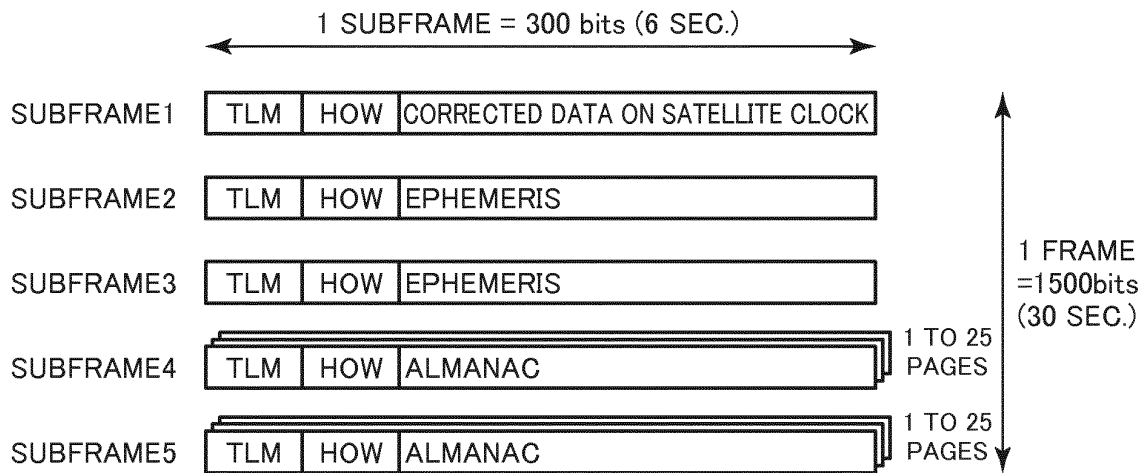 1 SUBFRAME = 300 bits (6 SEC.)
SUBFRAME1 TLM HOW CORRECTED DATA ON SATELLITE CLOCK
SUBFRAME2 TLM HOW EPHEMERIS
SUBFRAME3 TLM HOW EPHEMERIS
1 FRAME
=1500bits
(30 SEC.)
SUBFRAME4 TLM HOW ALMANAC
1 TO 25
PAGES
SUBFRAME5 TLM HOW ALMANAC
1 TO 25
PAGES